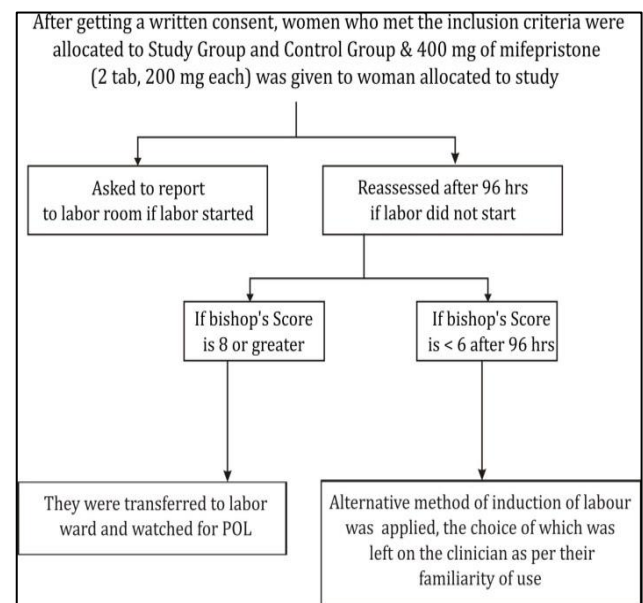 After getting a written consent, women who met the inclusion criteria were
allocated to Study Group and Control Group & 400 mg of mifepristone
(2 tab, 200 mg each) was given to woman allocated to study
Asked to report
to labor room if labor started
Reassessed after 96 hrs
if labor did not start
If bishop's Score
is 8 or greater
If bishop's Score
is < 6 after 96 hrs
They were transferred to labor
ward and watched for POL
Alternative method of induction of labour
was applied, the choice of which was
left on the clinician as per their
familiarity of use